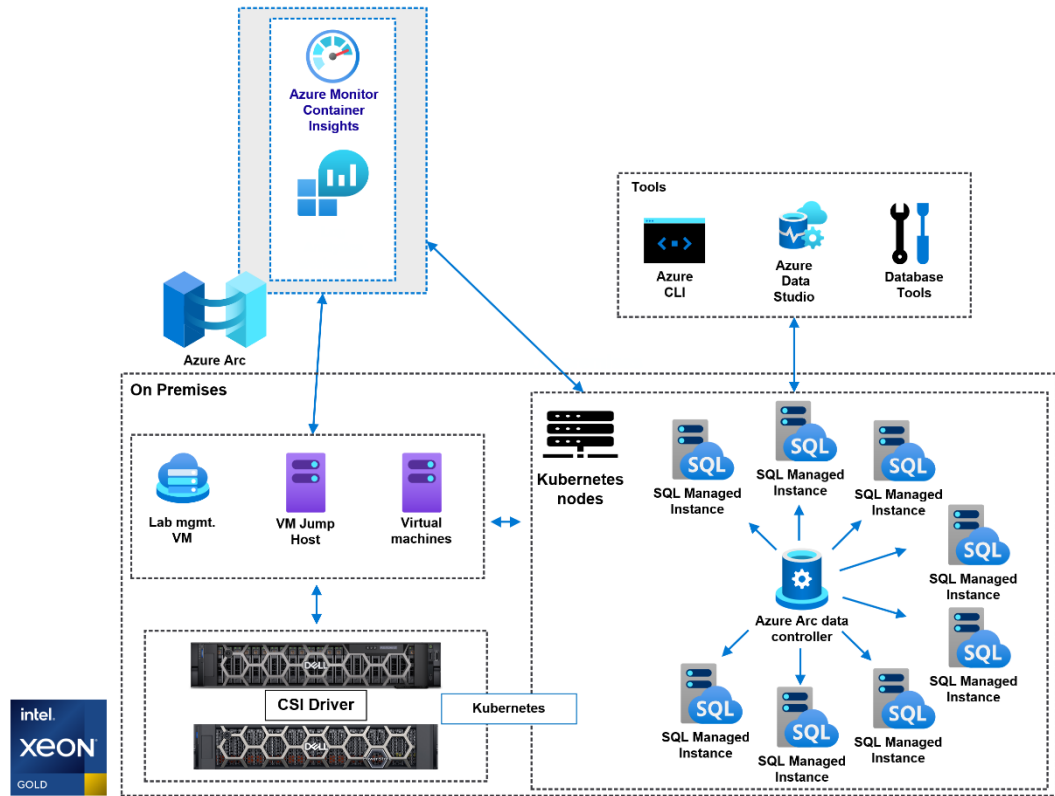 Azure Monitor
Container
Insights
Tools
Azure
CLI
Azure
Data
Studio
Database
Tools
Azure Arc
On Premises
Lab mgmt.
VM
VM Jump
Host
Virtual
machines
Kubernetes
nodes
SQL
SQL Managed
Instance
SQL
SQL Managed
Instance
SQL
SQL Managed
Instance
SQL
SQL Managed
Instance
Azure Arc data
controller
SQL
SQL Managed
Instance
SQL
SQL Managed
Instance
SQL
SQL Managed
Instance
SQL
SQL Managed
Instance
DELL
CSI Driver
DELL
Kubernetes
intel.
xeon
GOLD